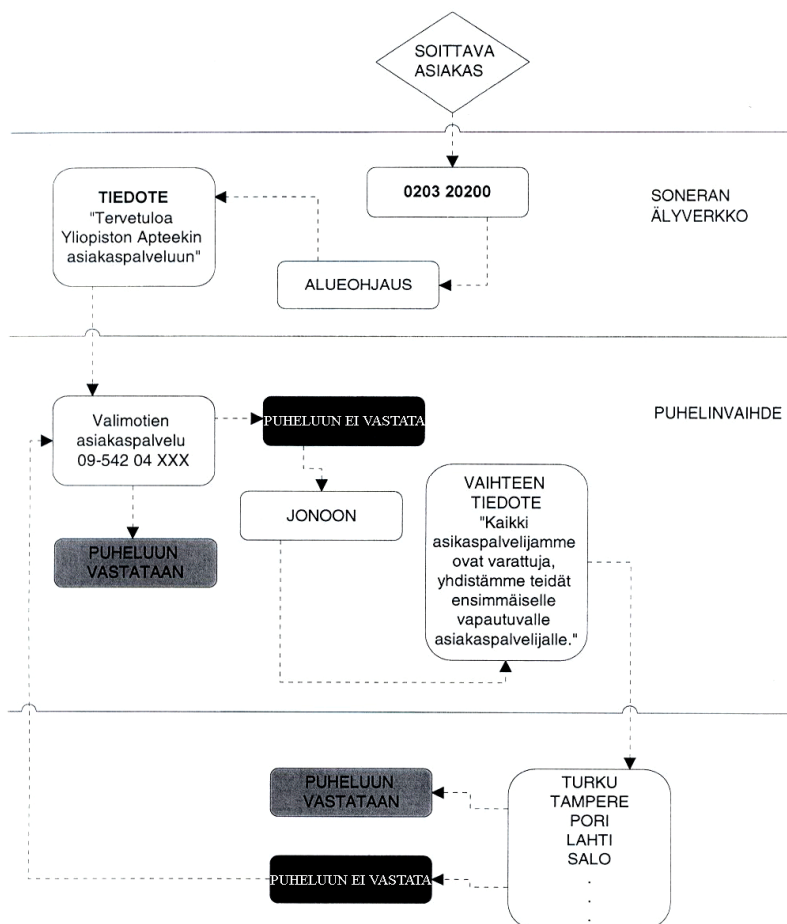 SOITTAVA
ASIAKAS
0203 20200
SONERAN
ÄLYVERKKO
TIEDOTE
"Tervetuloa
Yliopiston Apteekin
asiakaspalveluun"
ALUEOHJAUS
PUHELINVAIHDE
Valimotien
asiakaspalvelu
09-542 04 XXX
PUHELUUN EI VASTATA
JONOON
PUHELUUN
VASTATAAN
VAIHTEEN
TIEDOTE
"Kaikki
asikaspalvelijamme
ovat varattuja,
yhdistämme teidät
ensimmäiselle
vapautuvalle
asiakaspalvelijalle."
PUHELUUN
VASTATAAN
TURKU
TAMPERE
PORI
LAHTI
SALO
.
.
.
PUHELUUN EI VASTATA